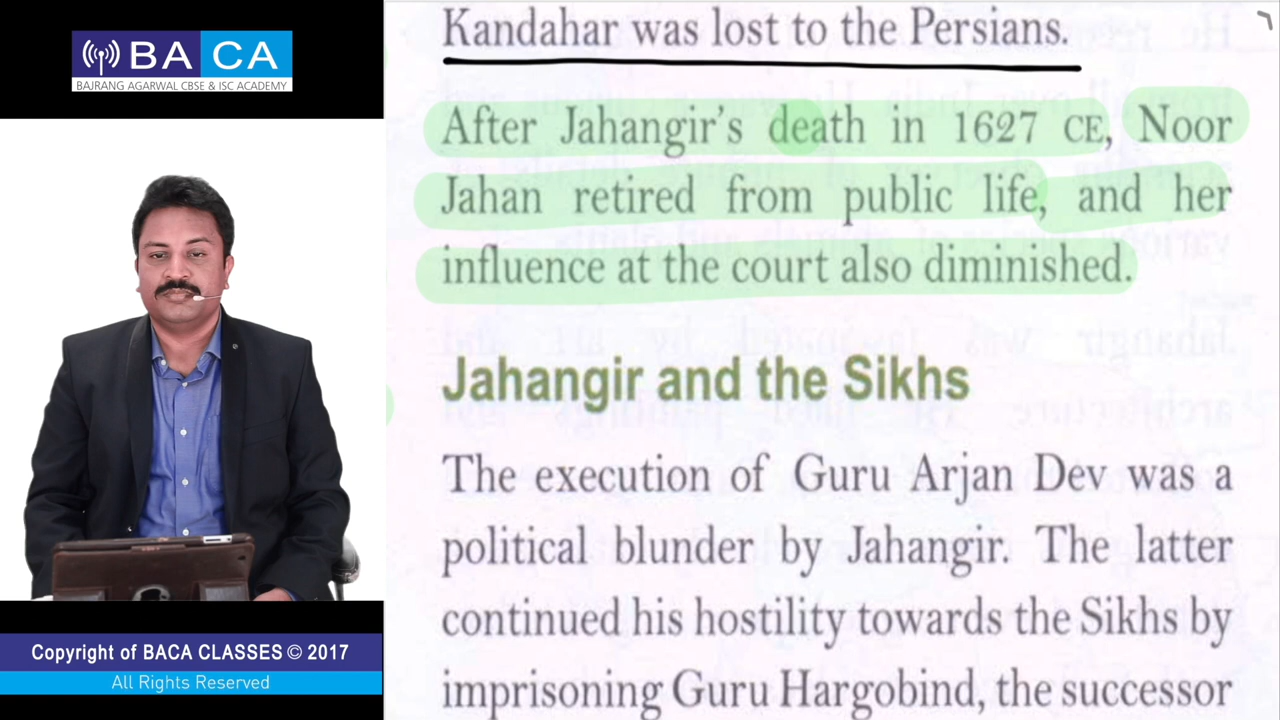 BACA
BAJRANG AGARWAL CBSE & ISC ACADEMY
Kandahar was lost to the Persians.
After Jahangir's death in 1627 CE, Noor
Jahan retired from public life, and her
influence at the court also diminished.
Jahangir and the Sikhs
The execution of Guru Arjan Dev was a
political blunder by Jahangir. The latter
continued his hostility towards the Sikhs by
imprisoning Guru Hargobind, the successor
Copyright of BACA CLASSES © 2017
All Rights Reserved